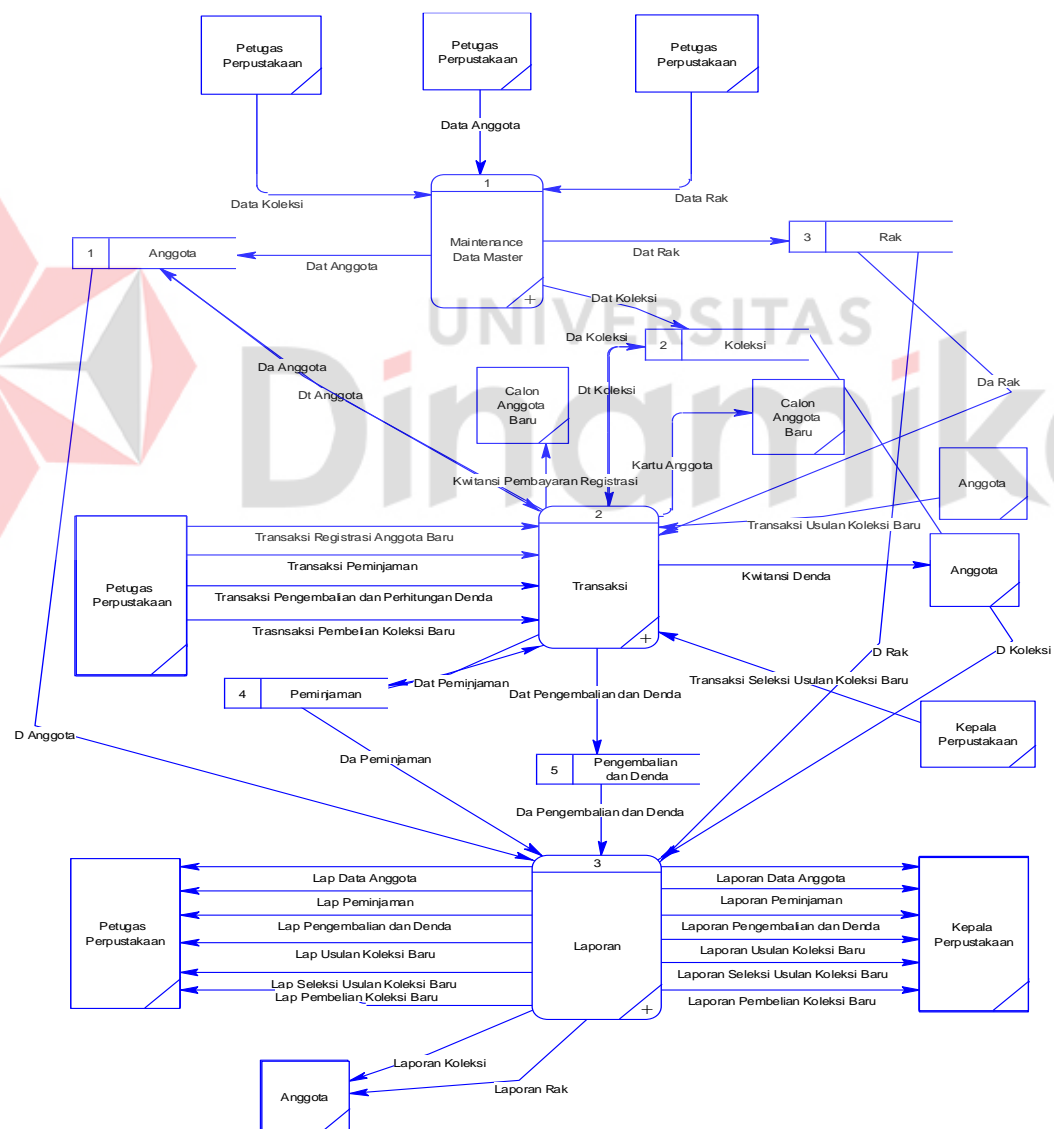 Petugas
Perpustakaan
Petugas
Perpustakaan
Petugas
Perpustakaan
Data Anggota
1
Data Koleksi
Data Rak
Maintenance
Data Master
+
1
Anggota
Dat Anggota
Dat Rak
3
Rak
Dat Koleksi
UNIVERSITAS
Dinamika
Da Koleksi
2
Koleksi
Da Anggota
Dt Anggota
Calon
Anggota
Baru
Dt Koleksi
Calon
Anggota
Baru
Da Rak
Kartu Anggota
Kwitansi Pembayaran Registrasi
Anggota
2
Transaksi Usulan Koleksi Baru
Transaksi Registrasi Anggota Baru
Transaksi Peminjaman
Transaksi Pengembalian dan Perhitungan Denda
Trasnsaksi Pembelian Koleksi Baru
Petugas
Perpustakaan
Transaksi
+
Kwitansi Denda
Anggota
D Rak
D Koleksi
4
Peminjaman
Dat Peminjaman
Dat Pengembalian dan Denda
Transaksi Seleksi Usulan Koleksi Baru
Kepala
Perpustakaan
D Anggota
Da Peminjaman
5
Pengembalian
dan Denda
Da Pengembalian dan Denda
3
Laporan
+
Petugas
Perpustakaan
Lap Data Anggota
Lap Peminjaman
Lap Pengembalian dan Denda
Lap Usulan Koleksi Baru
Lap Seleksi Usulan Koleksi Baru
Lap Pembelian Koleksi Baru
Laporan Data Anggota
Laporan Peminjaman
Laporan Pengembalian dan Denda
Laporan Usulan Koleksi Baru
Laporan Seleksi Usulan Koleksi Baru
Laporan Pembelian Koleksi Baru
Kepala
Perpustakaan
Laporan Koleksi
Laporan Rak
Anggota